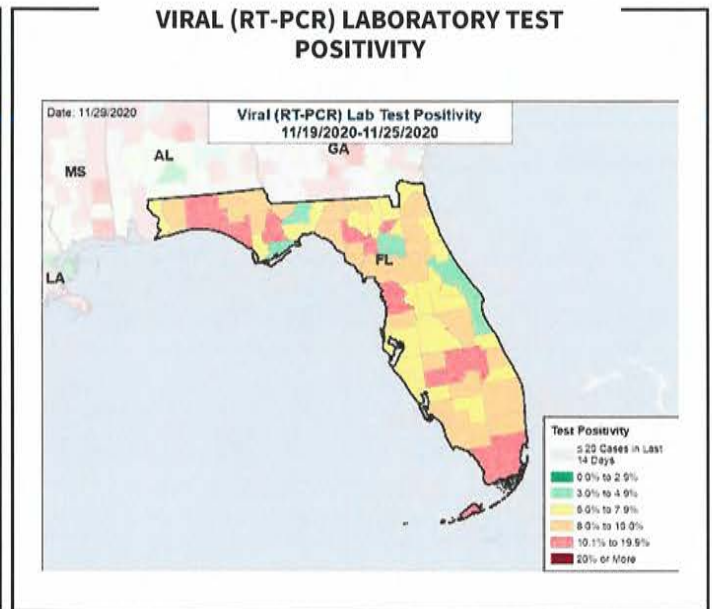 VIRAL (RT-PCR) LABORATORY TEST
POSITIVITY
Date: 11/29/2020
Viral (RT-PCR) Lab Test Positivity
11/19/2020-11/25/2020
GA
AL
MS
LA
FL
Test Positivity
≤ 20 Cases in Last
14 Days
0.0% to 2.9%
3.0% to 4.9%
5.0% to 7.9%
8.0% to 10.0%
10.1% to 19.9%
20% or More